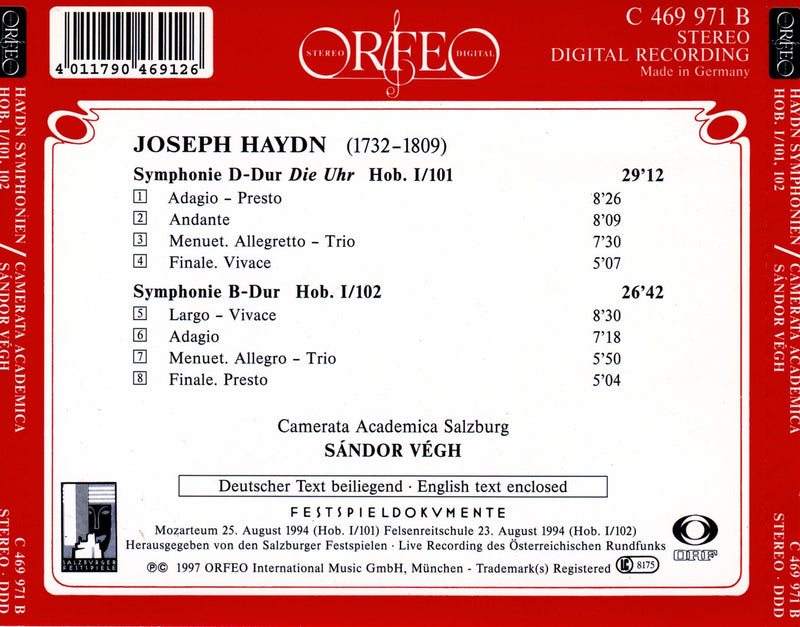 4 011790 469126
STEREO ORFEO DIGITAL
C 469 971 B
STEREO
DIGITAL RECORDING
Made in Germany
JOSEPH HAYDN (1732–1809)
Symphonie D-Dur Die Uhr Hob. I/101 29'12
1 Adagio – Presto 8'26
2 Andante 8'09
3 Menuet. Allegretto – Trio 7'30
4 Finale. Vivace 5'07
Symphonie B-Dur Hob. I/102 26'42
5 Largo – Vivace 8'30
6 Adagio 7'18
7 Menuet. Allegro – Trio 5'50
8 Finale. Presto 5'04
Camerata Academica Salzburg
SÁNDOR VÉGH
Deutscher Text beiliegend · English text enclosed
FESTSPIELDOKVMENTE
Mozarteum 25. August 1994 (Hob. I/101) Felsenreitschule 23. August 1994 (Hob. I/102)
Herausgegeben von den Salzburger Festspielen · Live Recording des Österreichischen Rundfunks
℗© 1997 ORFEO International Music GmbH, München - Trademark(s) Registered LC 8175
SALZBURGER
FESTSPIELE
ORF
ORFEO
HAYDN SYMPHONIEN / CAMERATA ACADEMICA
HOB. I/101, 102 / SÁNDOR VÉGH
C 469 971 B
STEREO · DDD
ORFEO
HAYDN SYMPHONIEN / CAMERATA ACADEMICA
HOB. I/101, 102 / SÁNDOR VÉGH
C 469 971 B
STEREO · DDD